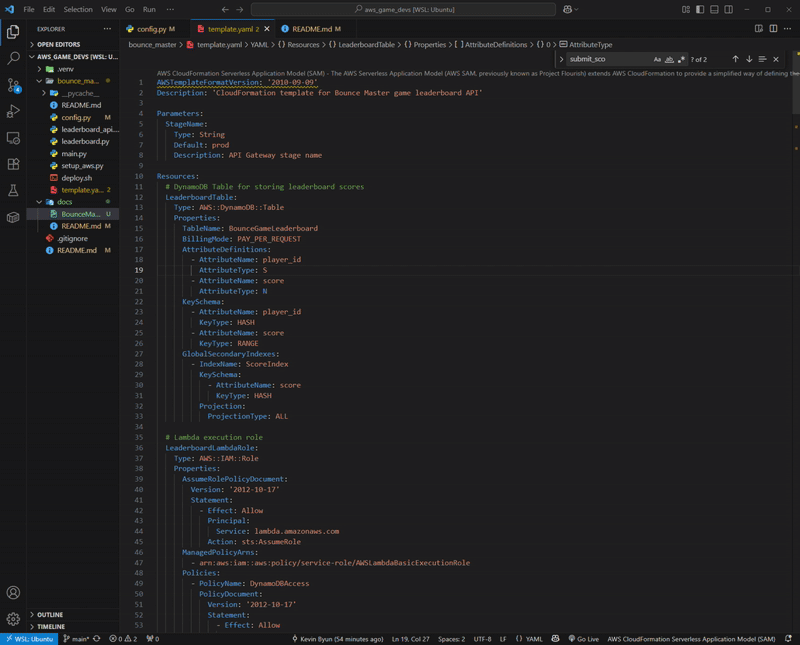 File Edit Selection View Go Run ···
aws_game_devs [WSL: Ubuntu]
EXPLORER ···
OPEN EDITORS
AWS_GAME_DEVS [WSL: U...
.venv
bounce_ma...
__pycache__
README.md
config.py M
leaderboard_api....
leaderboard.py
main.py
setup_aws.py
deploy.sh
template.ya... 2
docs
BounceMa... U
README.md M
.gitignore
README.md M
OUTLINE
TIMELINE
config.py M
template.yaml 2
README.md M
bounce_master > template.yaml > YAML > {} Resources > {} LeaderboardTable > {} Properties > [ ] AttributeDefinitions > {} 0 > AttributeType
submit_sco
Aa ab .*
? of 2
AWS CloudFormation Serverless Application Model (SAM) - The AWS Serverless Application Model (AWS SAM, previously known as Project Flourish) extends AWS CloudFormation to provide a simplified way of defining the
1 AWSTemplateFormatVersion: '2010-09-09'
2 Description: 'CloudFormation template for Bounce Master game leaderboard API'
3
4 Parameters:
5 StageName:
6 Type: String
7 Default: prod
8 Description: API Gateway stage name
9
10 Resources:
11 # DynamoDB Table for storing leaderboard scores
12 LeaderboardTable:
13 Type: AWS::DynamoDB::Table
14 Properties:
15 TableName: BounceGameLeaderboard
16 BillingMode: PAY_PER_REQUEST
17 AttributeDefinitions:
18 - AttributeName: player_id
19 AttributeType: S
20 - AttributeName: score
21 AttributeType: N
22 KeySchema:
23 - AttributeName: player_id
24 KeyType: HASH
25 - AttributeName: score
26 KeyType: RANGE
27 GlobalSecondaryIndexes:
28 - IndexName: ScoreIndex
29 KeySchema:
30 - AttributeName: score
31 KeyType: HASH
32 Projection:
33 ProjectionType: ALL
34
35 # Lambda execution role
36 LeaderboardLambdaRole:
37 Type: AWS::IAM::Role
38 Properties:
39 AssumeRolePolicyDocument:
40 Version: '2012-10-17'
41 Statement:
42 - Effect: Allow
43 Principal:
44 Service: lambda.amazonaws.com
45 Action: sts:AssumeRole
46 ManagedPolicyArns:
47 - arn:aws:iam::aws:policy/service-role/AWSLambdaBasicExecutionRole
48 Policies:
49 - PolicyName: DynamoDBAccess
50 PolicyDocument:
51 Version: '2012-10-17'
52 Statement:
53 - Effect: Allow
WSL: Ubuntu main* 0 2 0 Kevin Byun (54 minutes ago) Ln 19, Col 27 Spaces: 2 UTF-8 LF {} YAML Go Live AWS CloudFormation Serverless Application Model (SAM)